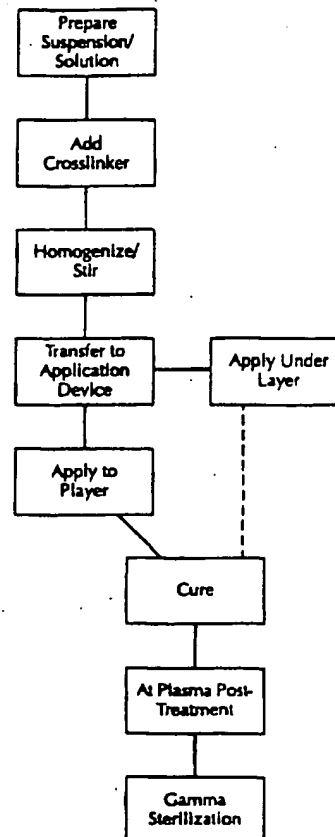 Prepare
Suspension/
Solution
Add
Crosslinker
Homogenize/
Stir
Transfer to
Application
Device
Apply Under
Layer
Apply to
Player
Cure
At Plasma Post-
Treatment
Gamma
Sterilization